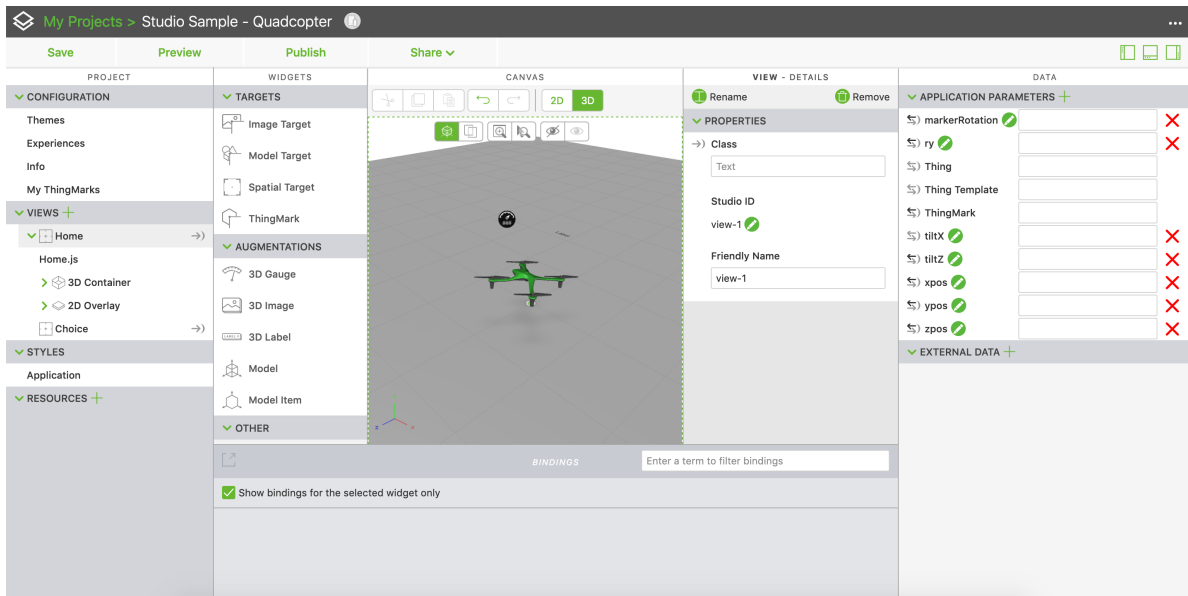 My Projects > Studio Sample - Quadcopter
Save Preview Publish Share
PROJECT
CONFIGURATION
Themes
Experiences
Info
My ThingMarks
VIEWS
Home
Home.js
3D Container
2D Overlay
Choice
STYLES
Application
RESOURCES
WIDGETS
TARGETS
Image Target
Model Target
Spatial Target
ThingMark
AUGMENTATIONS
3D Gauge
3D Image
3D Label
Model
Model Item
OTHER
CANVAS
2D 3D
VIEW - DETAILS
Rename Remove
PROPERTIES
Class
Text
Studio ID
view-1
Friendly Name
view-1
DATA
APPLICATION PARAMETERS
markerRotation
ry
Thing
Thing Template
ThingMark
tiltX
tiltZ
xpos
ypos
zpos
EXTERNAL DATA
BINDINGS
Enter a term to filter bindings
Show bindings for the selected widget only